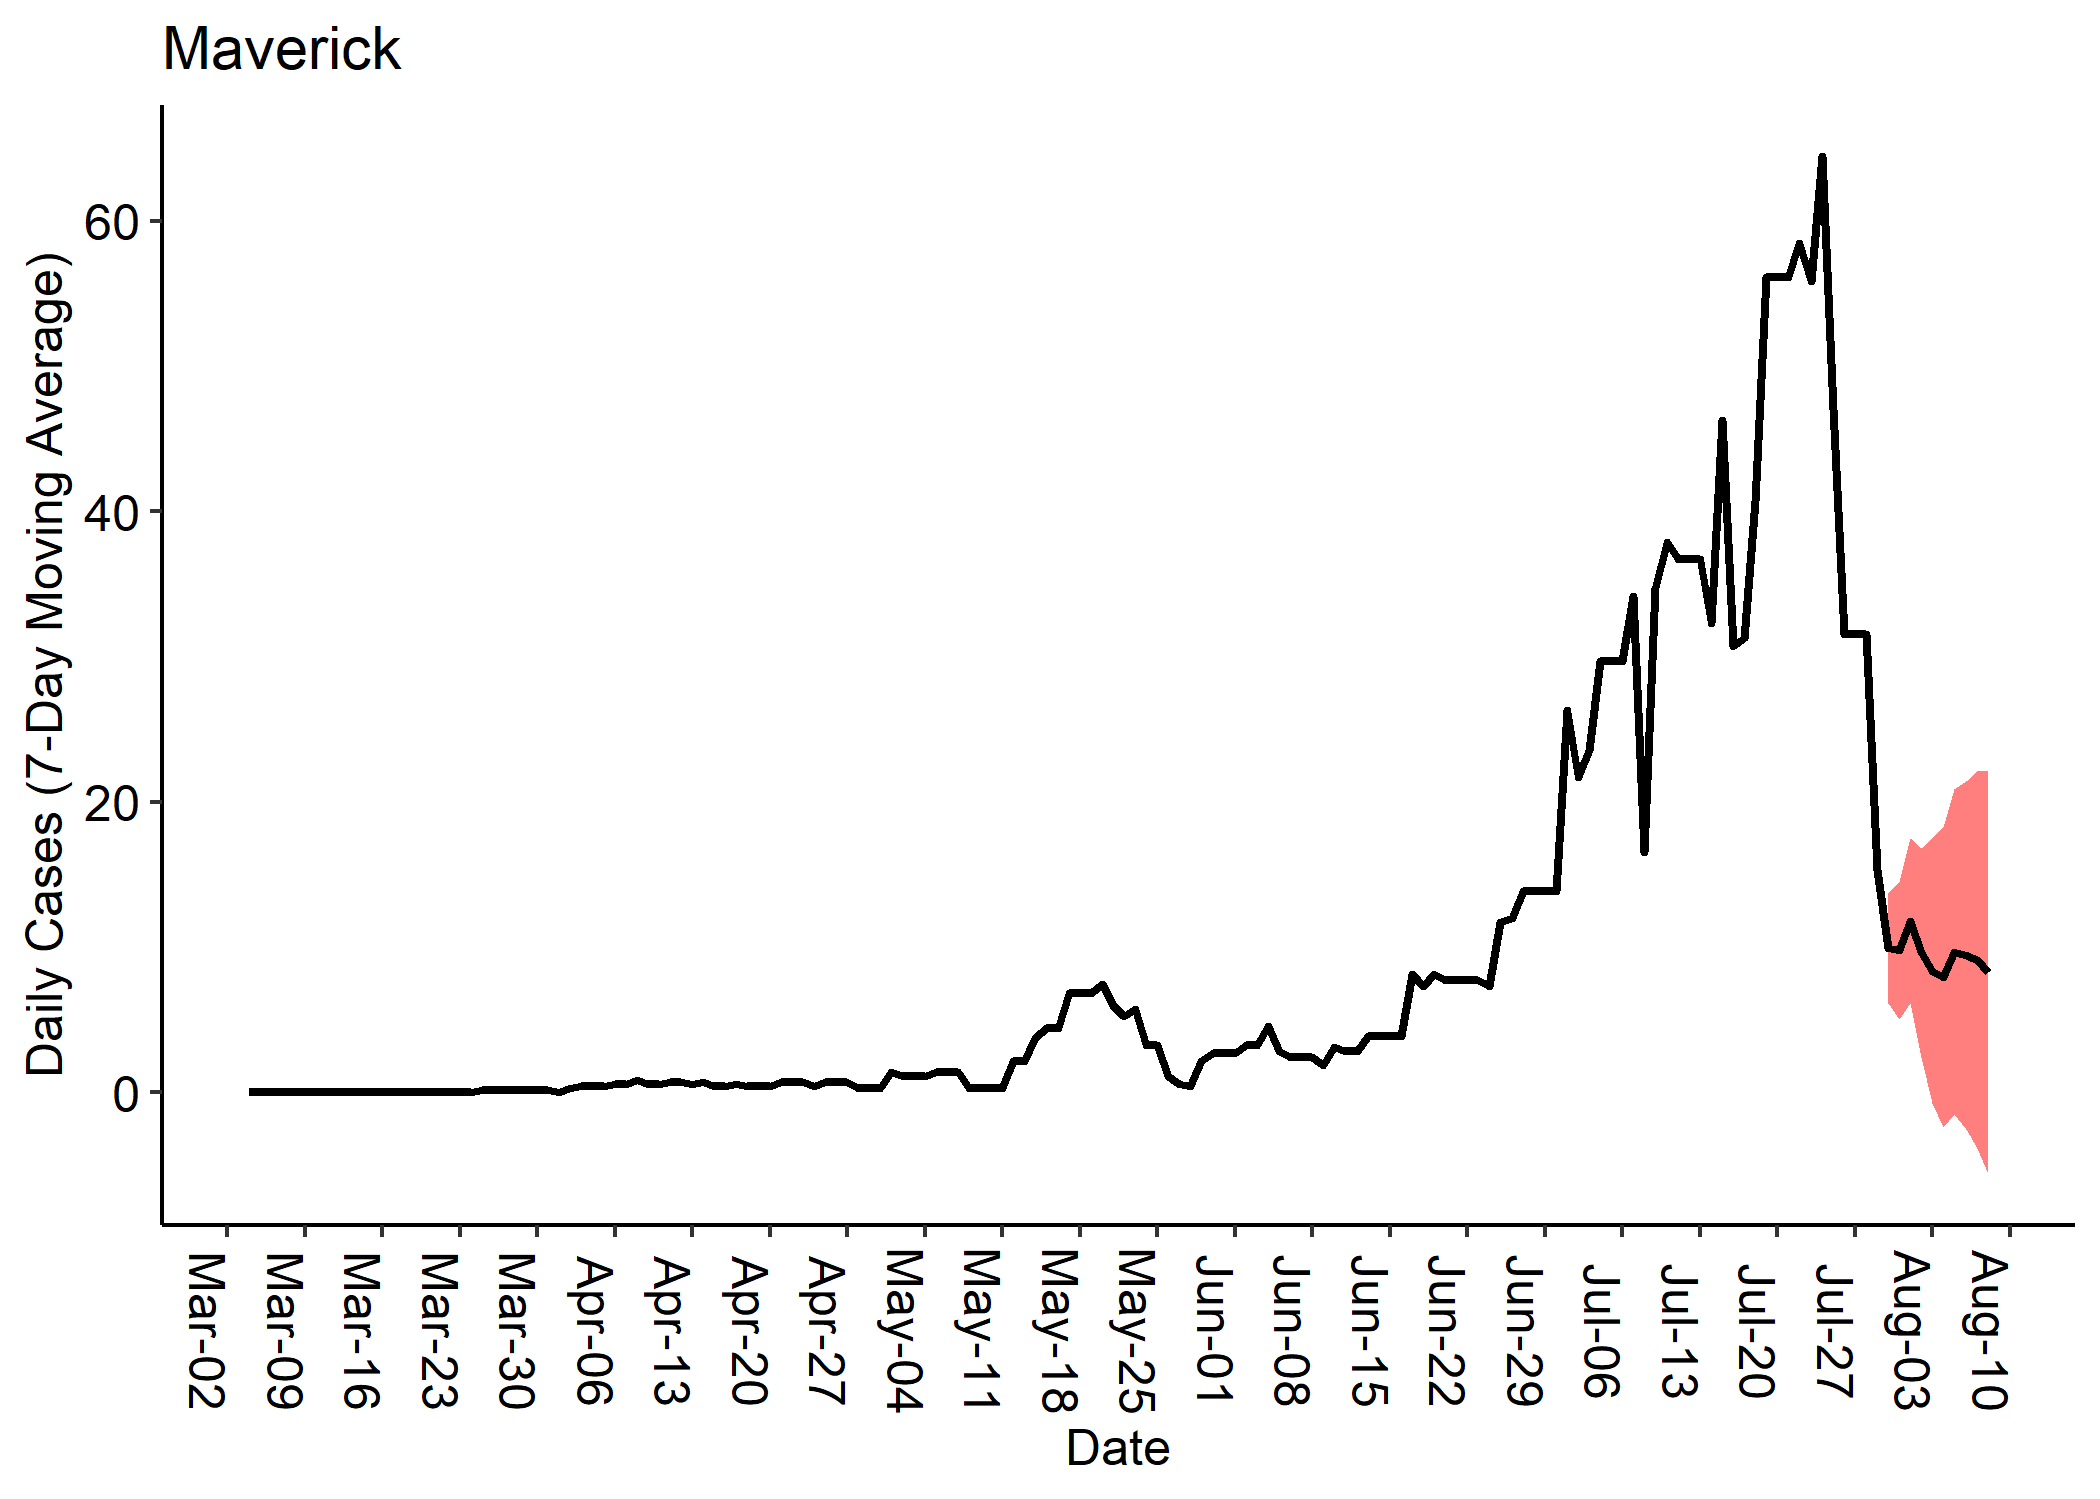 Maverick
Daily Cases (7-Day Moving Average)
60
40
20
0
Mar-02
Mar-09
Mar-16
Mar-23
Mar-30
Apr-06
Apr-13
Apr-20
Apr-27
May-04
May-11
May-18
May-25
Jun-01
Jun-08
Jun-15
Jun-22
Jun-29
Jul-06
Jul-13
Jul-20
Jul-27
Aug-03
Aug-10
Date